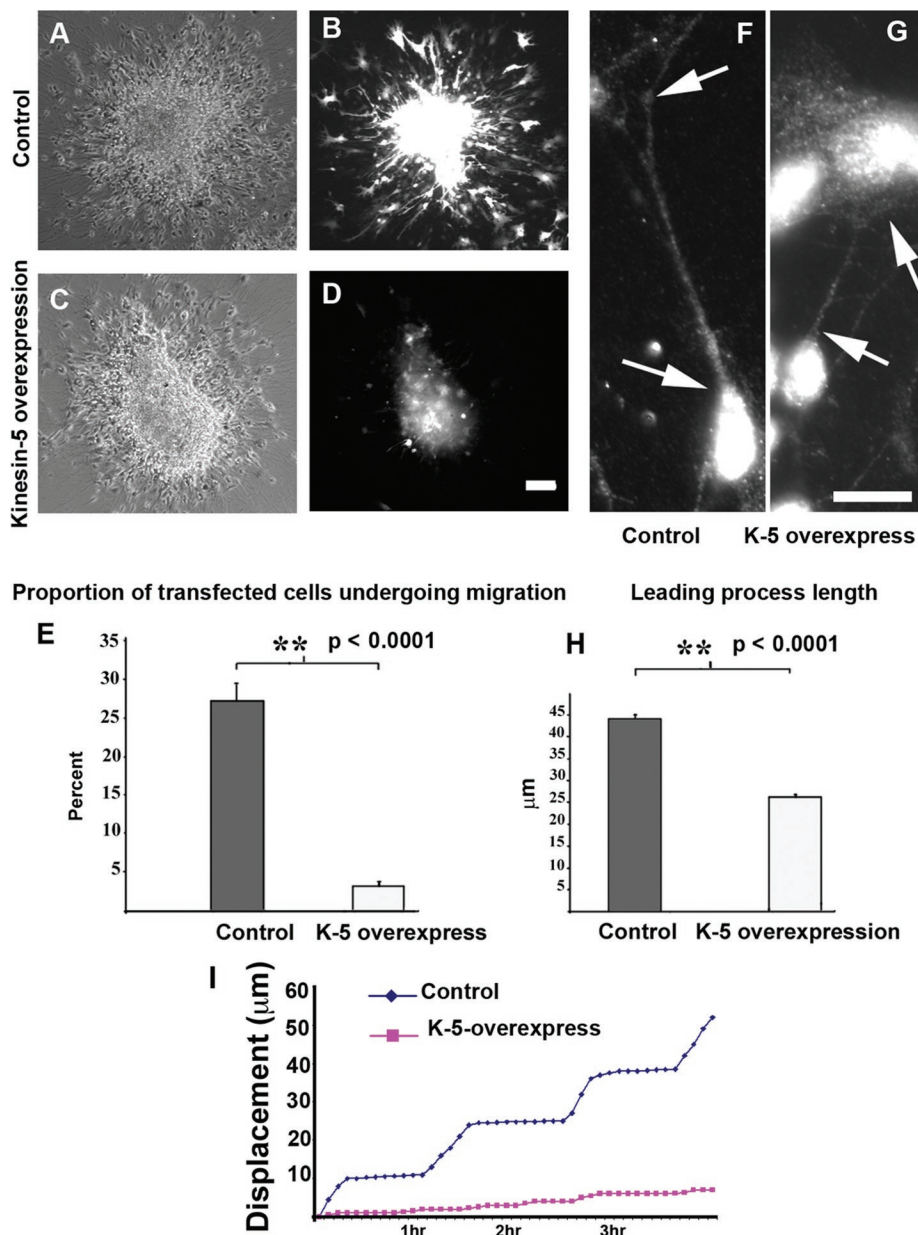 A
B
F
G
Control
C
D
Kinesin-5 overexpression
Control
K-5 overexpress
Proportion of transfected cells undergoing migration
E
** p < 0.0001
35
30
25
20
15
10
5
Percent
Control
K-5 overexpress
Leading process length
H
** p < 0.0001
45
35
40
30
25
15
15
5
µm
Control
K-5 overexpression
I
Displacement (µm)
60
50
40
30
20
10
Control
K-5-overexpress
1hr
2hr
3hr